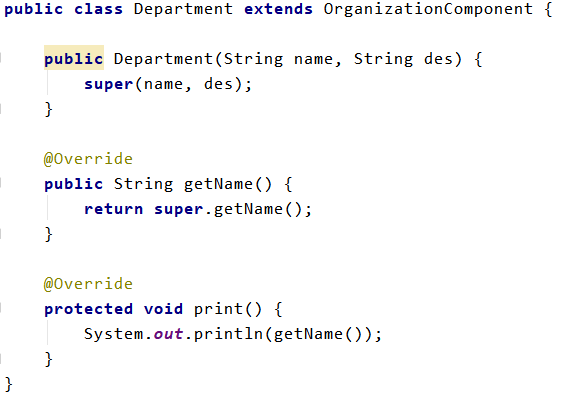 public class Department extends OrganizationComponent {
public Department(String name, String des) {
super(name, des);
}
@Override
public String getName() {
return super.getName();
}
@Override
protected void print() {
System.out.println(getName());
}
}